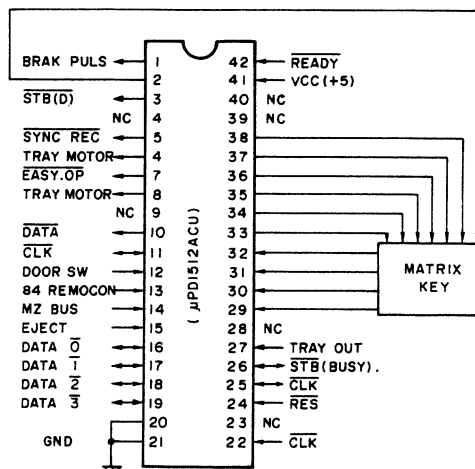 BRAK PULS 1 42 READY
2 41 VCC(+5)
STB(D) 3 40 NC
NC 4 39 NC
SYNC REC 5 38
TRAY MOTOR 4 37
EASY.OP 7 36
TRAY MOTOR 8 35
NC 9 34
DATA 10 33
CLK 11 32
DOOR SW 12 31
84 REMOCON 13 30
MZ BUS 14 29
EJECT 15 28 NC
DATA 0 16 27 TRAY OUT
DATA 1 17 26 STB(BUSY).
DATA 2 18 25 CLK
DATA 3 19 24 RES
20 23 NC
GND 21 22 CLK
(μPD1512ACU)
MATRIX
KEY